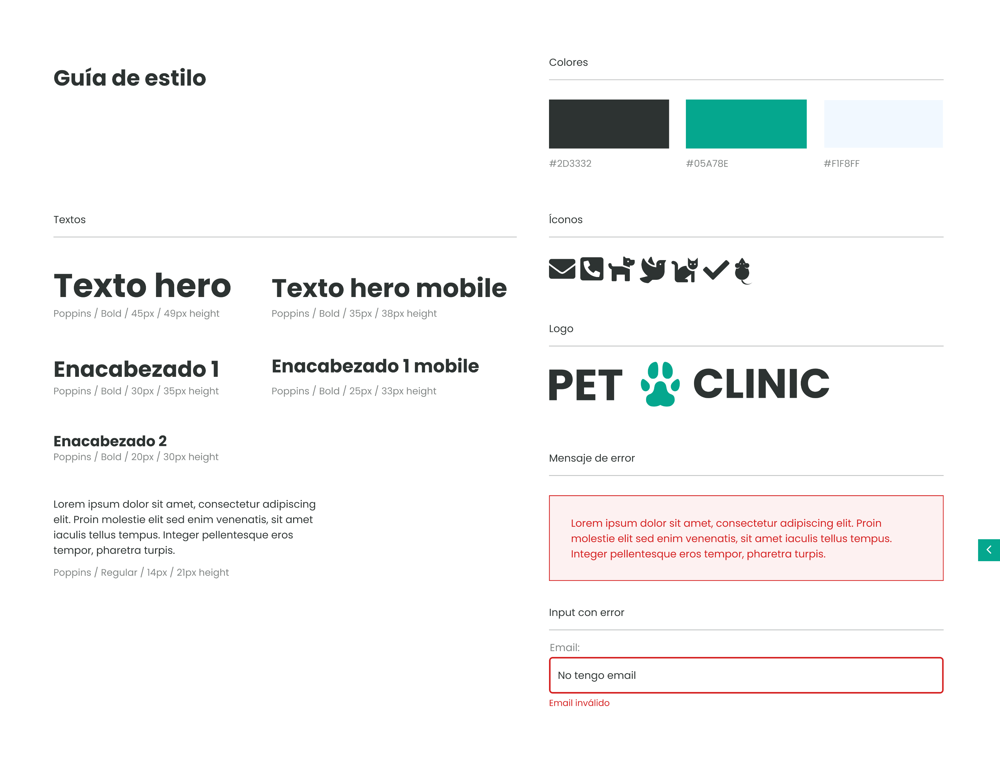 Guía de estilo
Textos
Texto hero
Poppins / Bold / 45px / 49px height
Texto hero mobile
Poppins / Bold / 35px / 38px height
Enacabezado 1
Poppins / Bold / 30px / 35px height
Enacabezado 1 mobile
Poppins / Bold / 25px / 33px height
Enacabezado 2
Poppins / Bold / 20px / 30px height
Lorem ipsum dolor sit amet, consectetur adipiscing
elit. Proin molestie elit sed enim venenatis, sit amet
iaculis tellus tempus. Integer pellentesque eros
tempor, pharetra turpis.
Poppins / Regular / 14px / 21px height
Colores
#2D3332
#05A78E
#F1F8FF
Íconos
Logo
PET CLINIC
Mensaje de error
Lorem ipsum dolor sit amet, consectetur adipiscing elit. Proin
molestie elit sed enim venenatis, sit amet iaculis tellus tempus.
Integer pellentesque eros tempor, pharetra turpis.
Input con error
Email:
No tengo email
Email inválido